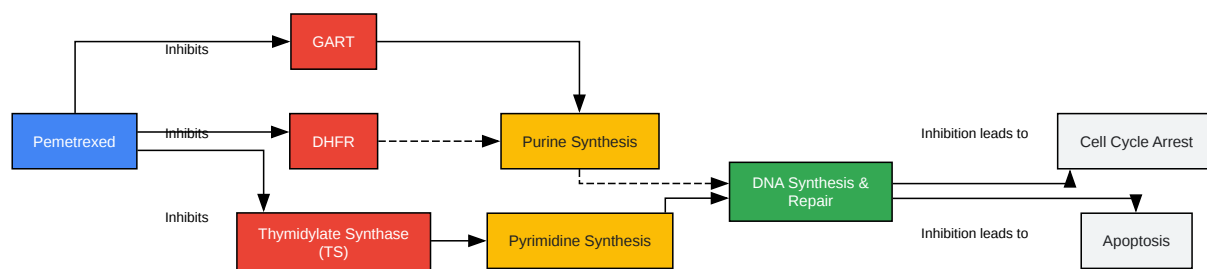 GART
Inhibits
Pemetrexed
Inhibits
DHFR
Purine Synthesis
Inhibition leads to
Cell Cycle Arrest
DNA Synthesis &
Repair
Inhibits
Thymidylate Synthase
(TS)
Pyrimidine Synthesis
Inhibition leads to
Apoptosis